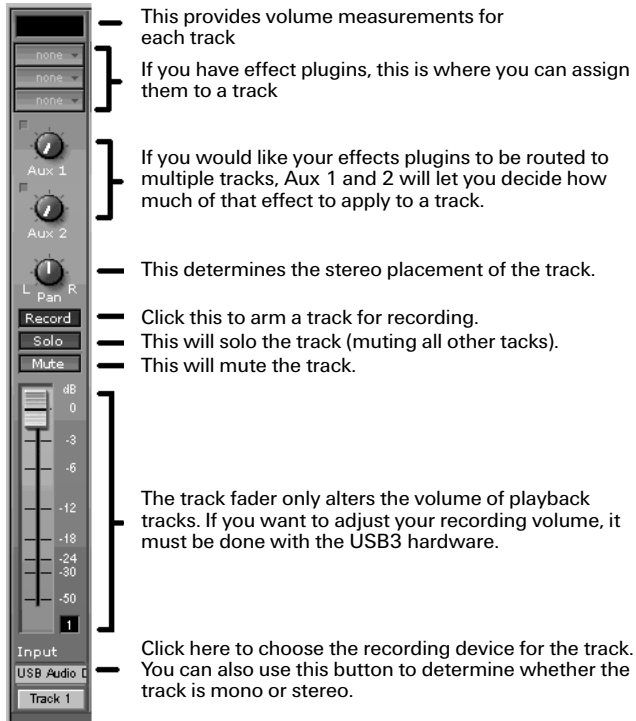 This provides volume measurements for
each track
none
none
none
If you have effect plugins, this is where you can assign
them to a track
Aux 1
Aux 2
If you would like your effects plugins to be routed to
multiple tracks, Aux 1 and 2 will let you decide how
much of that effect to apply to a track.
L Pan R
This determines the stereo placement of the track.
Record
Click this to arm a track for recording.
Solo
This will solo the track (muting all other tacks).
Mute
This will mute the track.
dB
0
-3
-6
-12
-18
-24
-30
-50
1
The track fader only alters the volume of playback
tracks. If you want to adjust your recording volume, it
must be done with the USB3 hardware.
Input
USB Audio D
Track 1
Click here to choose the recording device for the track.
You can also use this button to determine whether the
track is mono or stereo.